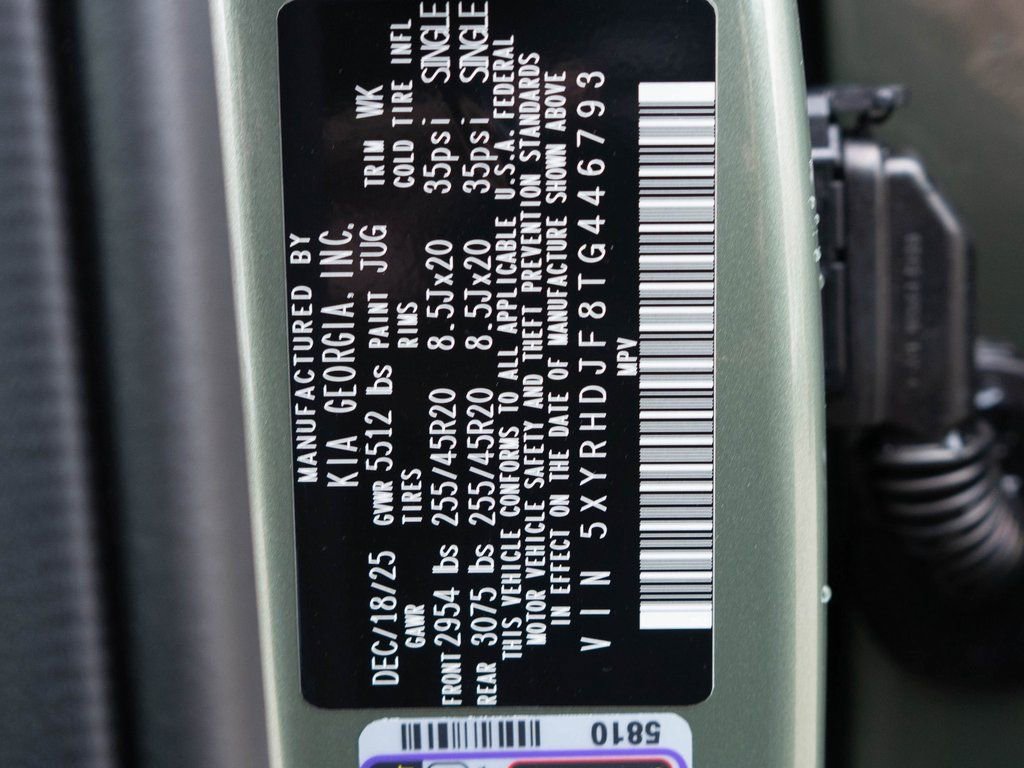 MANUFACTURED BY
KIA GEORGIA. INC.
DEC/18/25 GVWR 5512 lbs PAINT JUG TRIM WK
GAWR TIRES RIMS COLD TIRE INFL
FRONT 2954 lbs 255/45R20 8.5Jx20 35psi SINGLE
REAR 3075 lbs 255/45R20 8.5Jx20 35psi SINGLE
THIS VEHICLE CONFORMS TO ALL APPLICABLE U.S.A. FEDERAL
MOTOR VEHICLE SAFETY AND THEFT PREVENTION STANDARDS
IN EFFECT ON THE DATE OF MANUFACTURE SHOWN ABOVE
VIN 5XYRHDJF8TG446793
MPV
5810